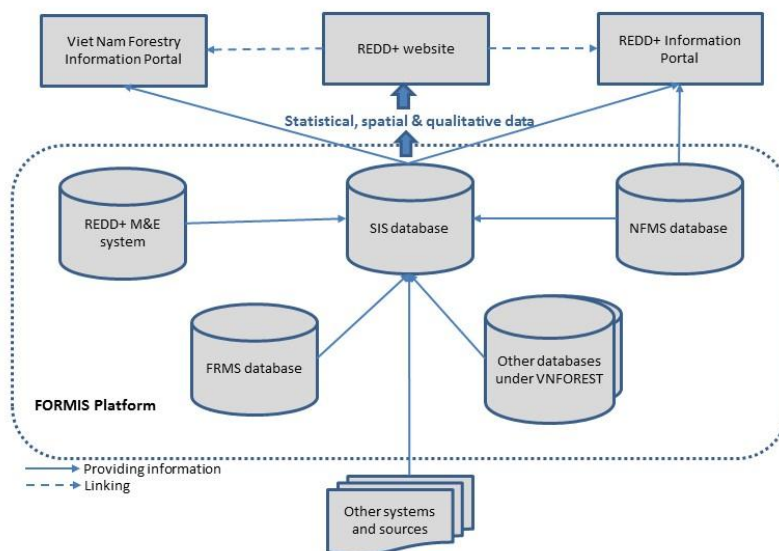 Viet Nam Forestry
Information Portal
REDD+ website
REDD+ Information
Portal
Statistical, spatial & qualitative data
REDD+ M&E
system
SIS database
NFMS database
FRMS database
Other databases
under VNFOREST
FORMIS Platform
Providing information
Linking
Other systems
and sources